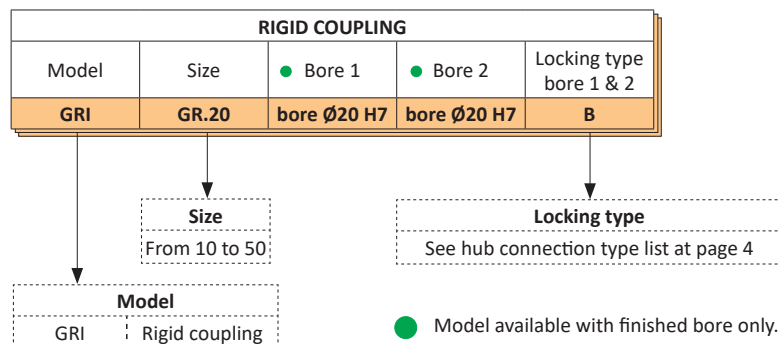 RIGID COUPLING
Model Size Bore 1 Bore 2 Locking type
bore 1 & 2
GRI GR.20 bore Ø20 H7 bore Ø20 H7 B
Size
From 10 to 50
Locking type
See hub connection type list at page 4
Model
GRI Rigid coupling
Model available with finished bore only.